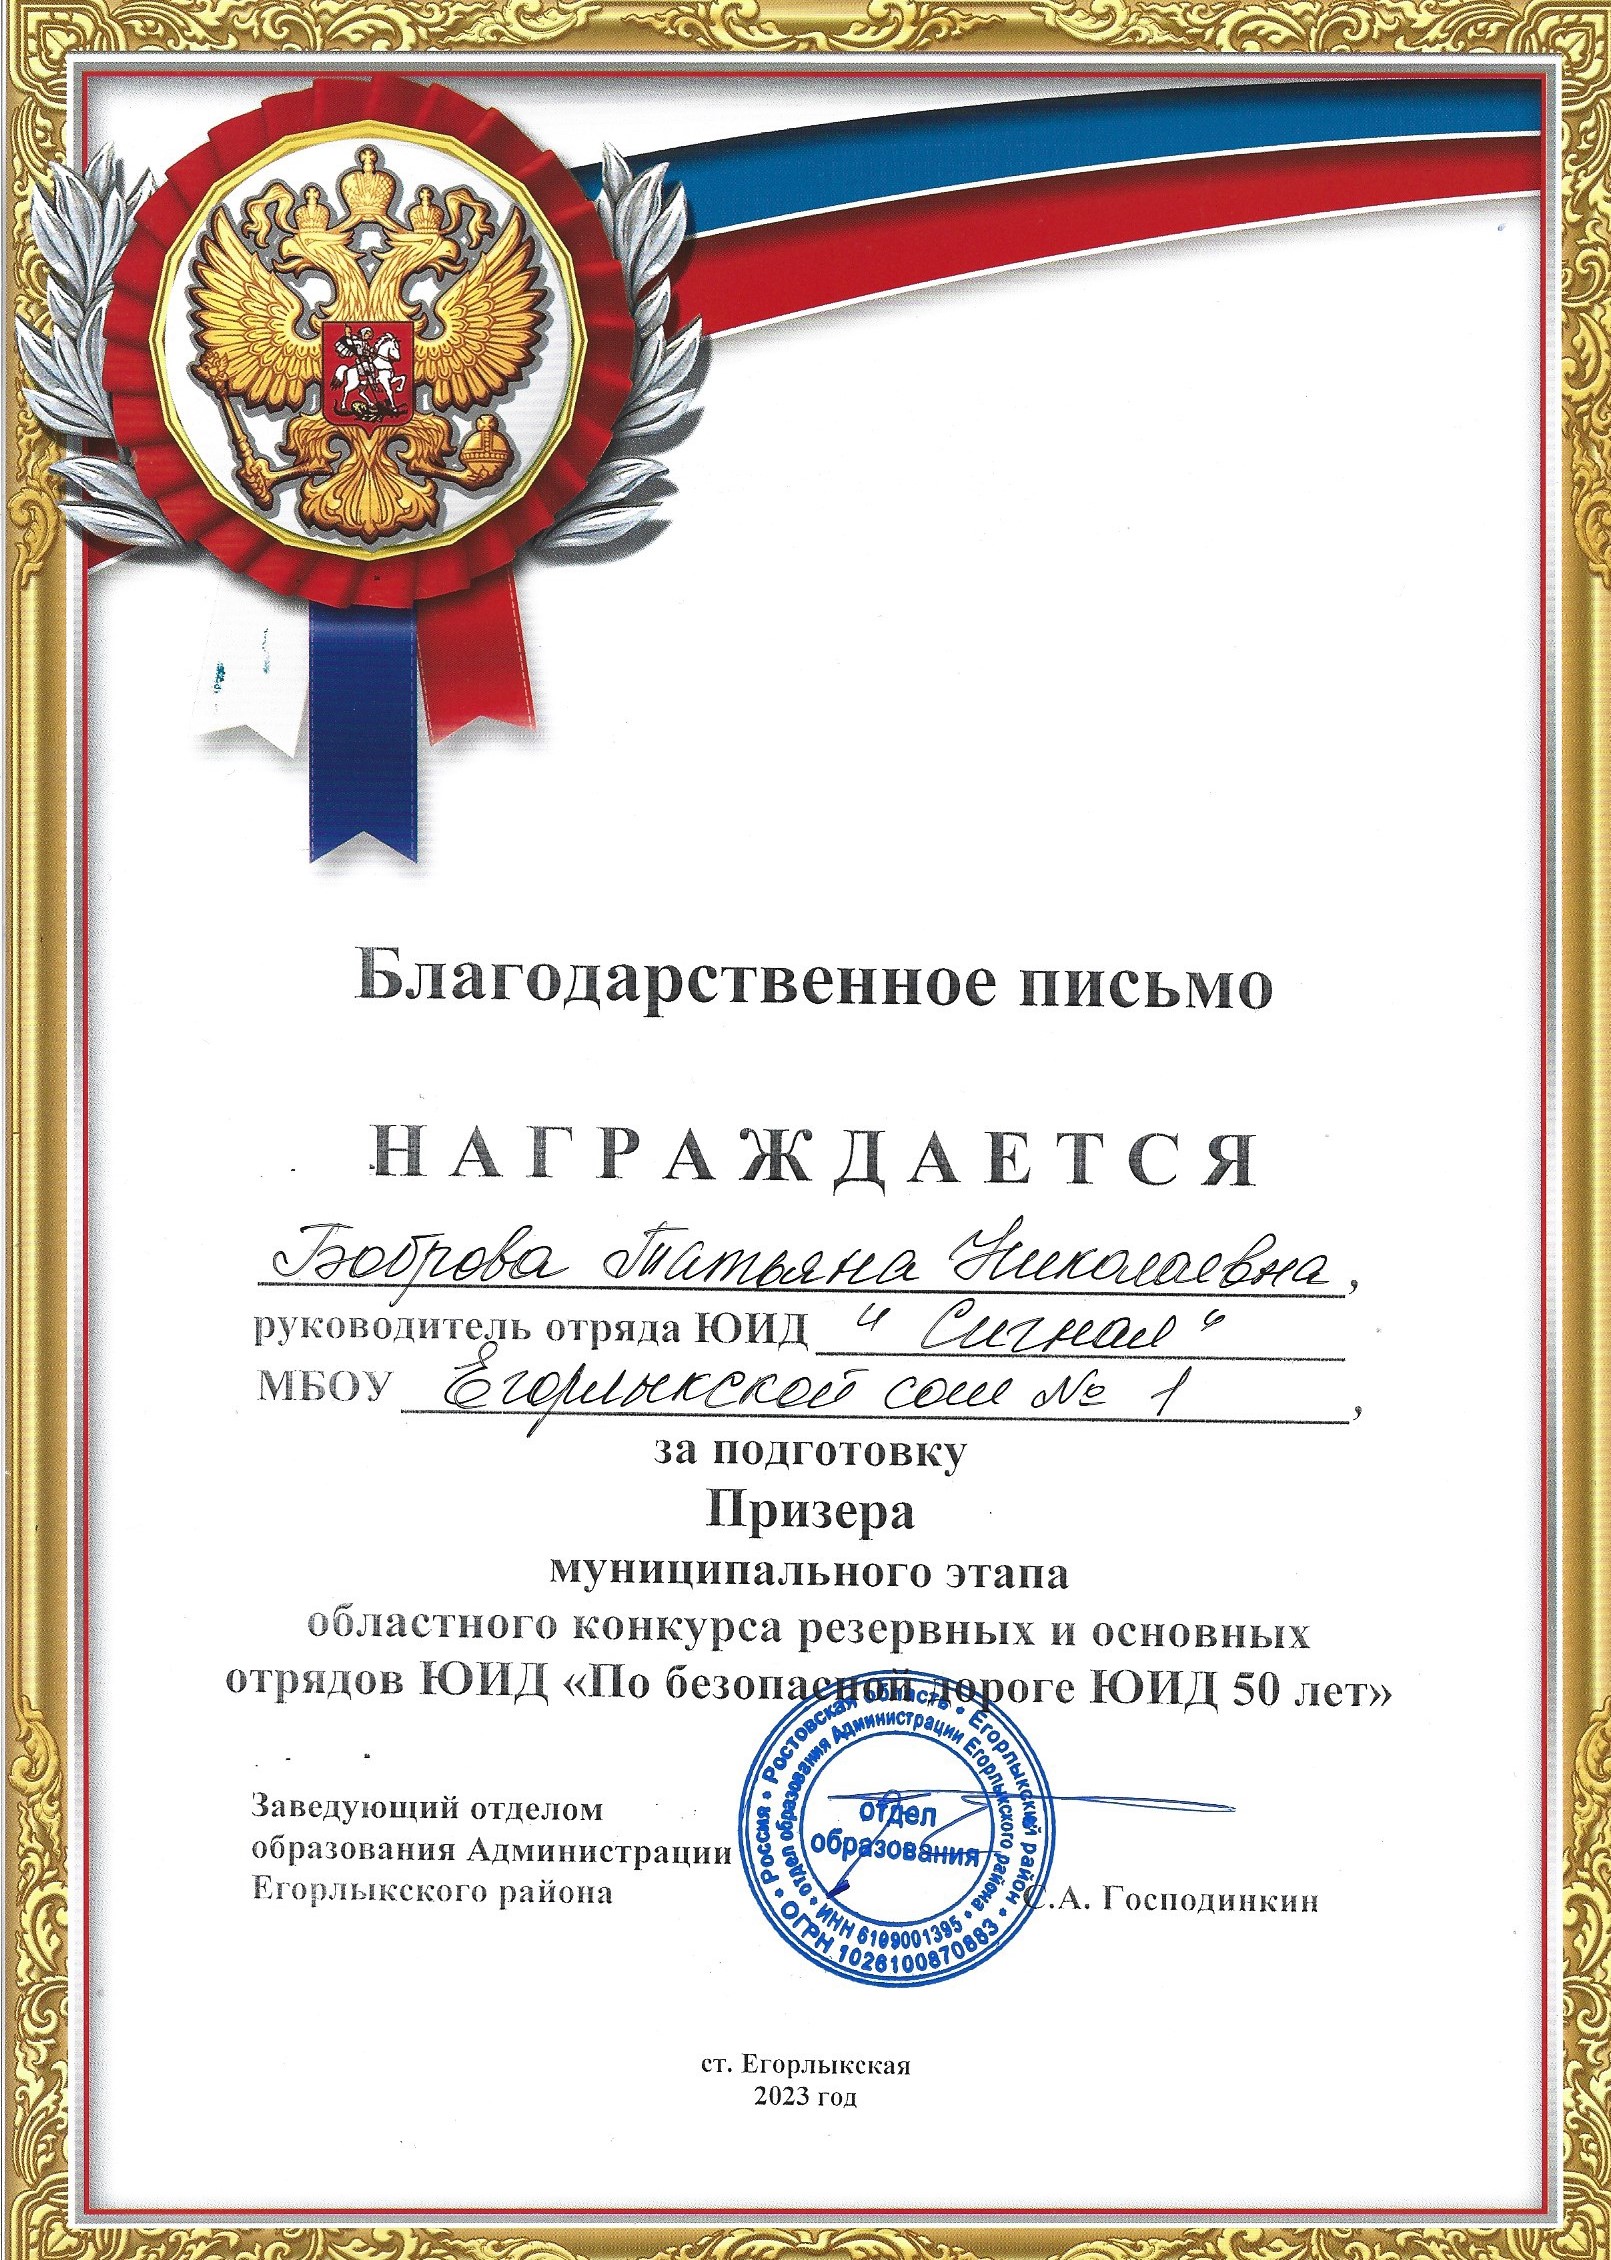 Благодарственное письмо
НАГРАЖДАЕТСЯ
Боброва Татьяна Николаевна,
руководитель отряда ЮИД "Сигнал"
МБОУ Егорлыкской сош № 1,
за подготовку
Призера
муниципального этапа
областного конкурса резервных и основных
отрядов ЮИД «По безопасной дороге ЮИД 50 лет»
Заведующий отделом
образования Администрации
Егорлыкского района
С.А. Господинкин
• Россия • Ростовская область • Егорлыкский район • ОГРН 1026100870883
• отдел образования Администрации Егорлыкского района • ИНН 6109001395
отдел
образования
ст. Егорлыкская
2023 год